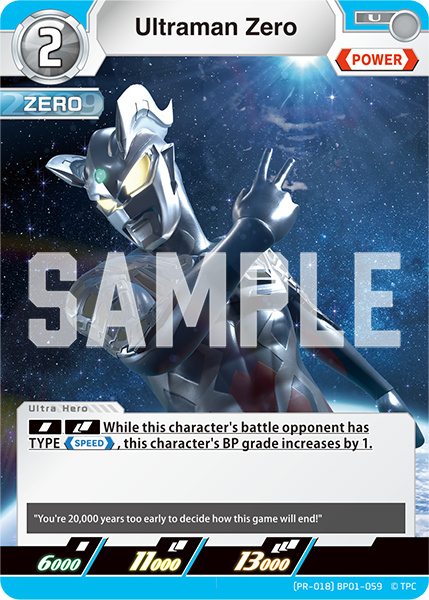 2
Ultraman Zero
U
POWER
ZERO
SAMPLE
Ultra Hero
While this character's battle opponent has
TYPE SPEED, this character's BP grade increases by 1.
"You're 20,000 years too early to decide how this game will end!"
6000 11000 13000
(PR-018) BP01-059 © TPC